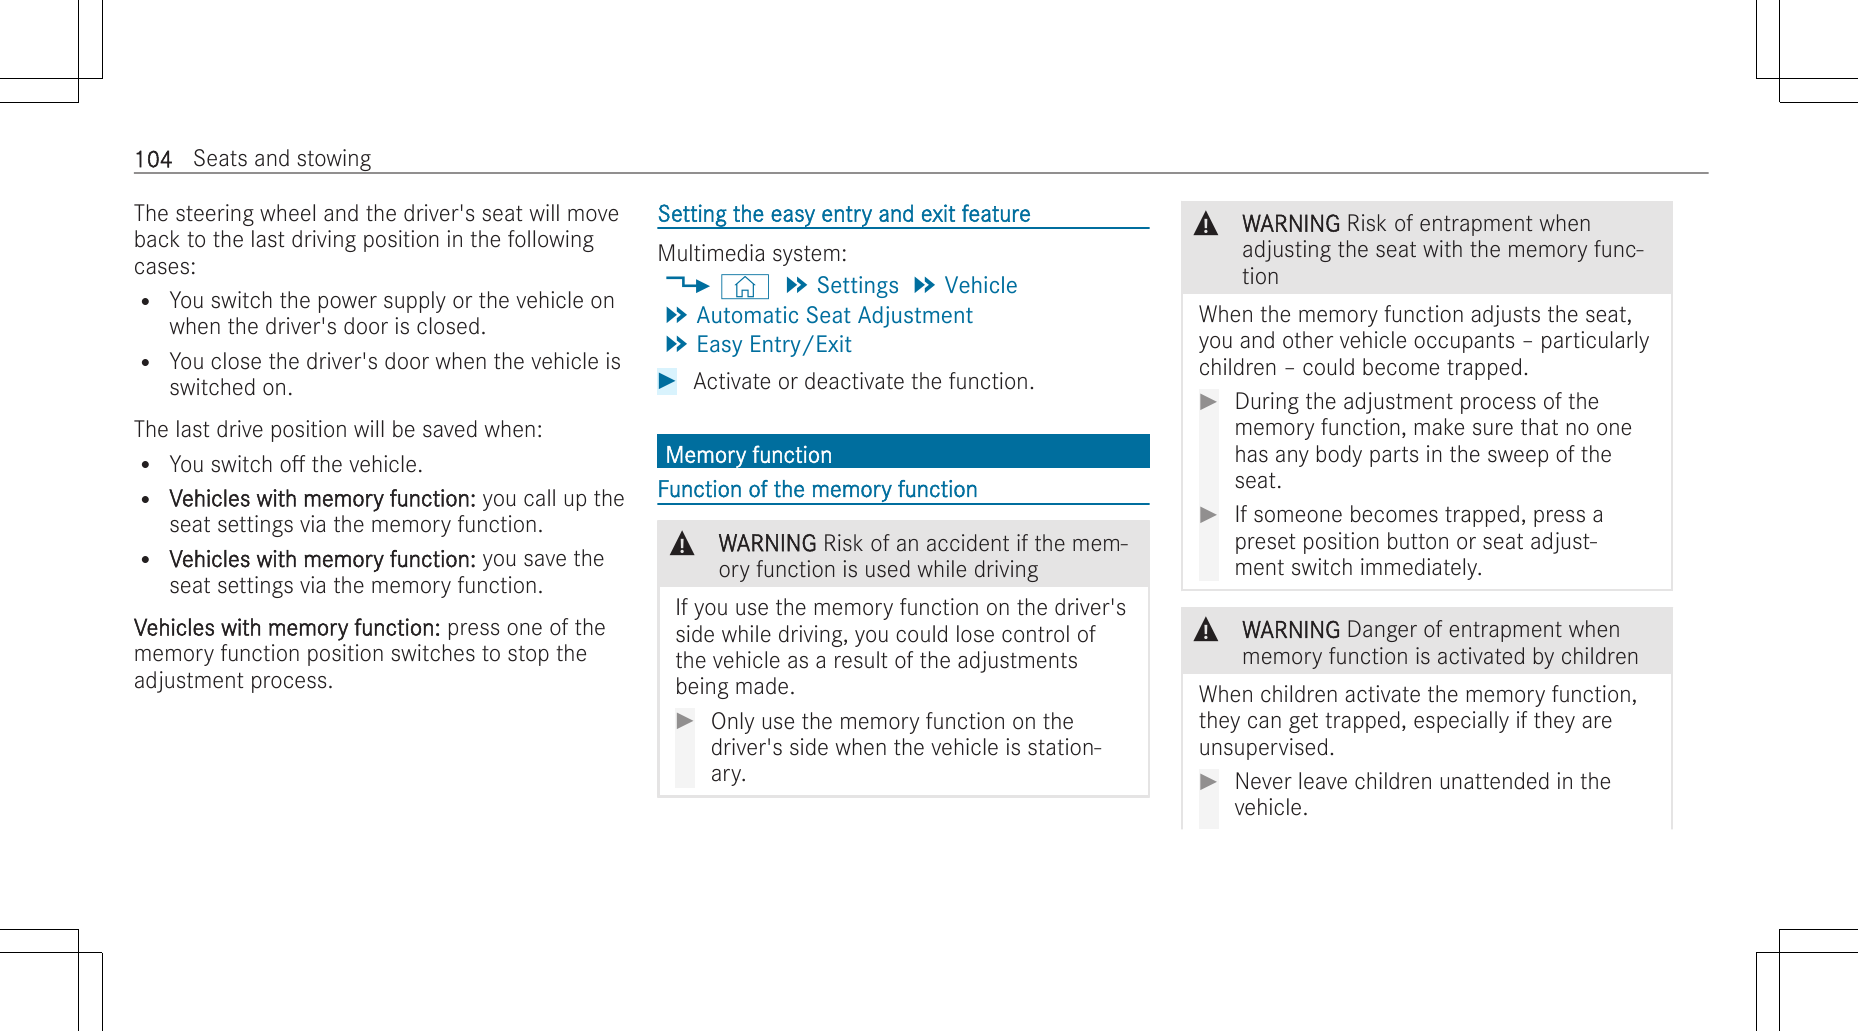 104 Seats and stowing
The steering wheel and the driver's seat will move
back to the last driving position in the following
cases:
• You switch the power supply or the vehicle on
when the driver's door is closed.
• You close the driver's door when the vehicle is
switched on.
The last drive position will be saved when:
• You switch off the vehicle.
• Vehicles with memory function: you call up the
seat settings via the memory function.
• Vehicles with memory function: you save the
seat settings via the memory function.
Vehicles with memory function: press one of the
memory function position switches to stop the
adjustment process.
Setting the easy entry and exit feature
Multimedia system:
Settings Vehicle
Automatic Seat Adjustment
Easy Entry/Exit
Activate or deactivate the function.
Memory function
Function of the memory function
WARNING Risk of an accident if the mem-
ory function is used while driving
If you use the memory function on the driver's
side while driving, you could lose control of
the vehicle as a result of the adjustments
being made.
Only use the memory function on the
driver's side when the vehicle is station-
ary.
WARNING Risk of entrapment when
adjusting the seat with the memory func-
tion
When the memory function adjusts the seat,
you and other vehicle occupants – particularly
children – could become trapped.
During the adjustment process of the
memory function, make sure that no one
has any body parts in the sweep of the
seat.
If someone becomes trapped, press a
preset position button or seat adjust-
ment switch immediately.
WARNING Danger of entrapment when
memory function is activated by children
When children activate the memory function,
they can get trapped, especially if they are
unsupervised.
Never leave children unattended in the
vehicle.